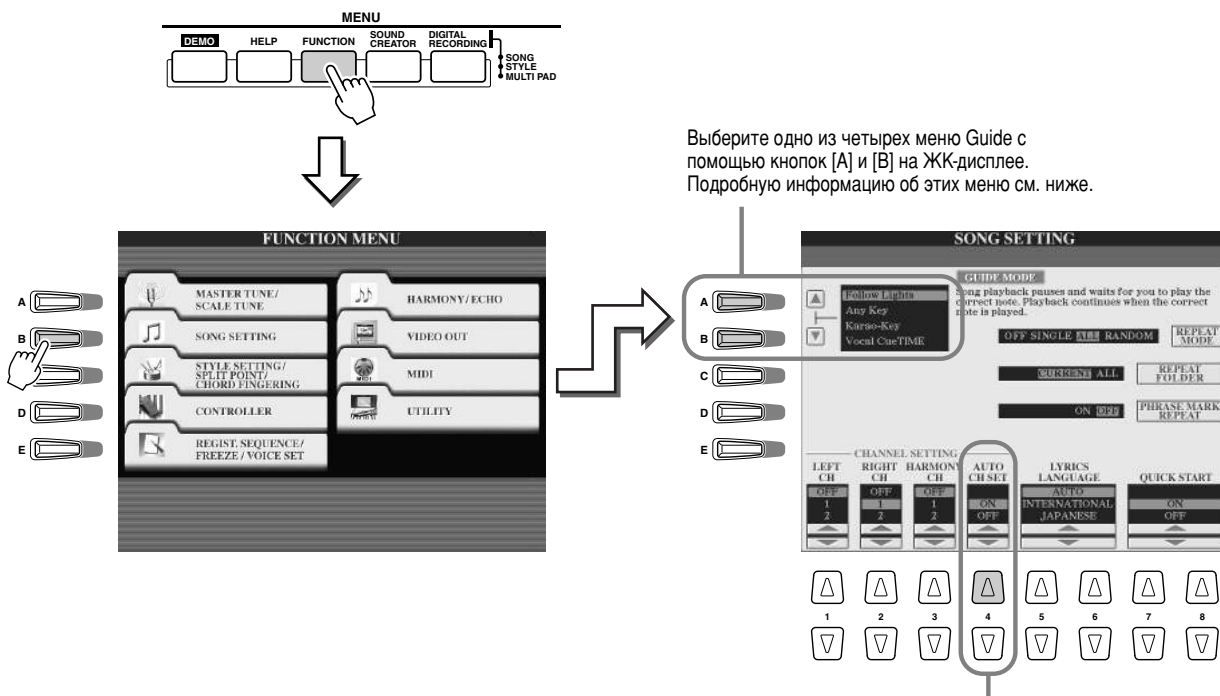 MENU
DEMO HELP FUNCTION SOUND CREATOR DIGITAL RECORDING
SONG
STYLE
MULTI PAD
Выберите одно из четырех меню Guide с
помощью кнопок [A] и [B] на ЖК-дисплее.
Подробную информацию об этих меню см. ниже.
FUNCTION MENU
A
B
D
E
MASTER TUNE/
SCALE TUNE
SONG SETTING
STYLE SETTING/
SPLIT POINT/
CHORD FINGERING
CONTROLLER
REGIST. SEQUENCE/
FREEZE / VOICE SET
HARMONY / ECHO
VIDEO OUT
MIDI
MIDI
UTILITY
SONG SETTING
A
B
C
D
E
GUIDE MODE
Follow Lights
Any Key
Karao-Key
Vocal CueTIME
Song playback pauses and waits for you to play the
correct note. Playback continues when the correct
note is played.
OFF SINGLE ALL RANDOM
REPEAT
MODE
CURRENT ALL
REPEAT
FOLDER
ON OFF
PHRASE MARK
REPEAT
CHANNEL SETTING
LEFT
CH
OFF
1
2
RIGHT
CH
OFF
1
2
HARMONY
CH
OFF
1
2
AUTO
CH SET
ON
OFF
LYRICS
LANGUAGE
AUTO
INTERNATIONAL
JAPANESE
QUICK START
ON
OFF
1 2 3 4 5 6 7 8